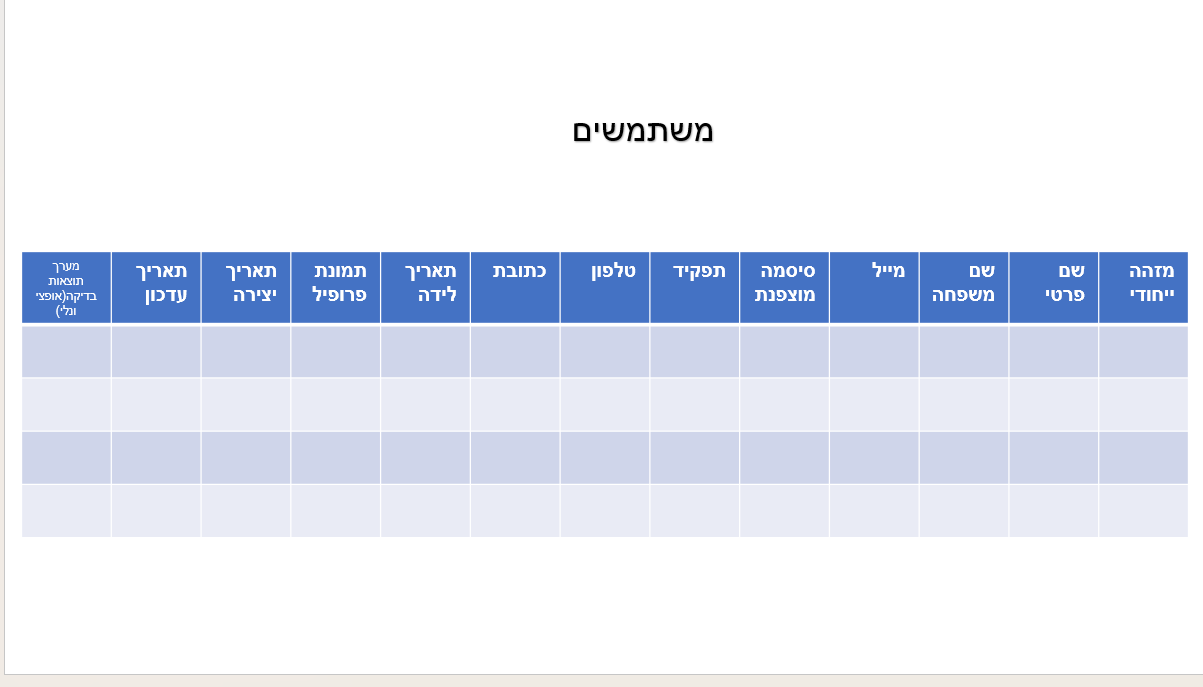 משתמשים
מזהה
ייחודי
שם
פרטי
שם
משפחה
מייל
סיסמה
מוצפנת
תפקיד
טלפון
כתובת
תאריך
לידה
תמונת
פרופיל
תאריך
יצירה
תאריך
עדכון
מערך
תוצאות
בדיקה(אופצי
ונלי)